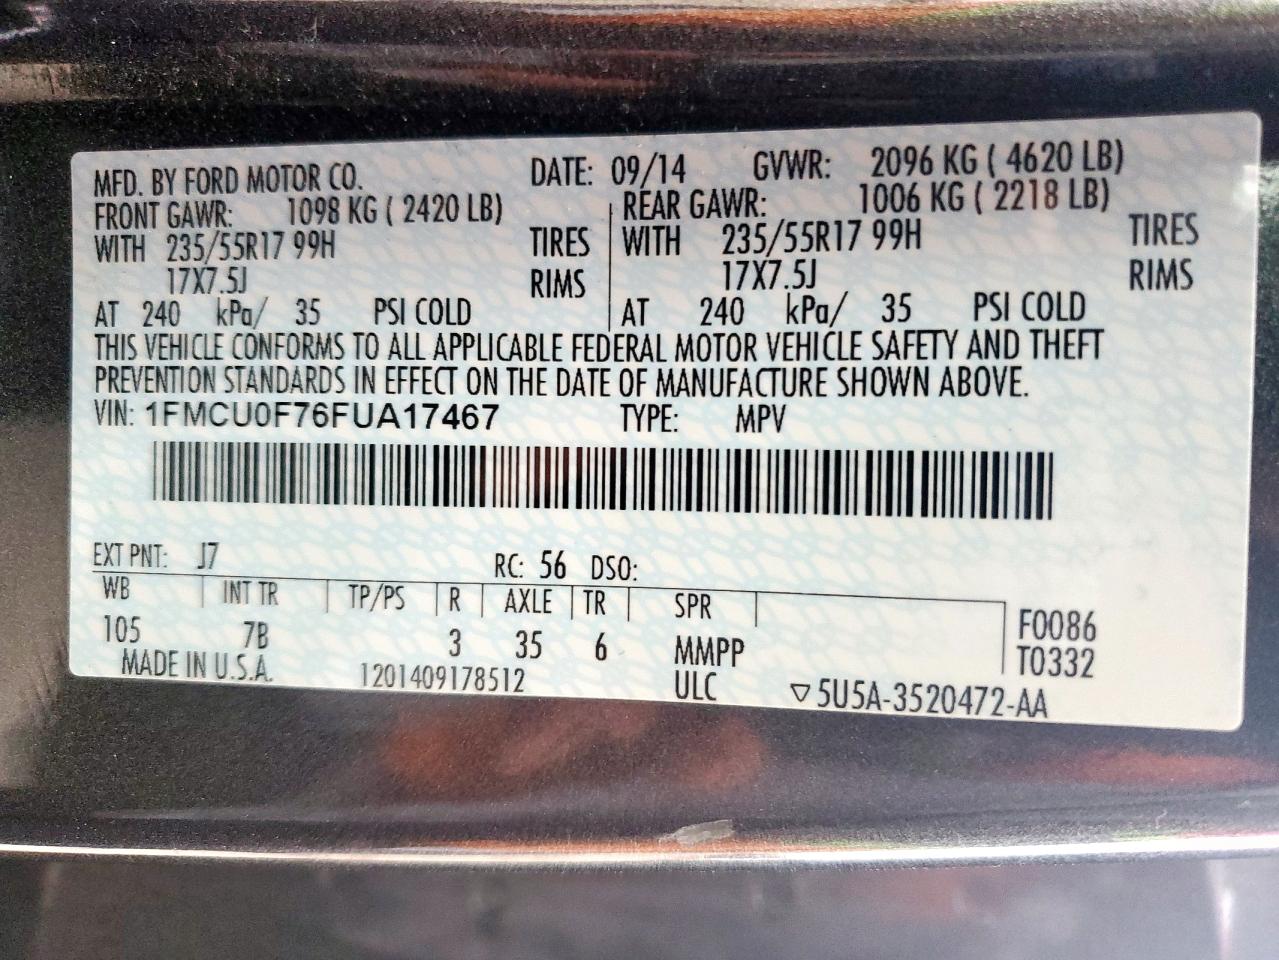 MFD. BY FORD MOTOR CO. DATE: 09/14 GVWR: 2096 KG ( 4620 LB)
FRONT GAWR: 1098 KG ( 2420 LB) REAR GAWR: 1006 KG ( 2218 LB)
WITH 235/55R17 99H TIRES WITH 235/55R17 99H TIRES
17X7.5J RIMS 17X7.5J RIMS
AT 240 kPa/ 35 PSI COLD AT 240 kPa/ 35 PSI COLD
THIS VEHICLE CONFORMS TO ALL APPLICABLE FEDERAL MOTOR VEHICLE SAFETY AND THEFT
PREVENTION STANDARDS IN EFFECT ON THE DATE OF MANUFACTURE SHOWN ABOVE.
VIN: 1FMCU0F76FUA17467 TYPE: MPV
EXT PNT: J7 RC: 56 DSO:
WB INT TR TP/PS R AXLE TR SPR F0086
105 7B 3 35 6 MMPP T0332
MADE IN U.S.A. 1201409178512 ULC ▽5U5A-3520472-AA